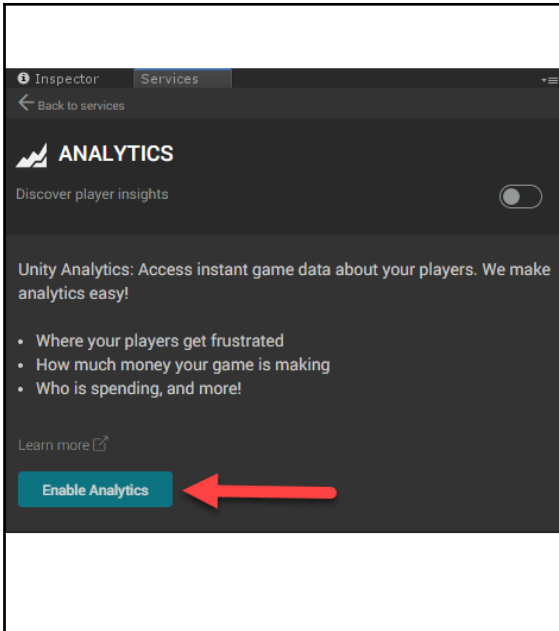 Inspector Services
Back to services
ANALYTICS
Discover player insights
Unity Analytics: Access instant game data about your players. We make
analytics easy!
• Where your players get frustrated
• How much money your game is making
• Who is spending, and more!
Learn more
Enable Analytics